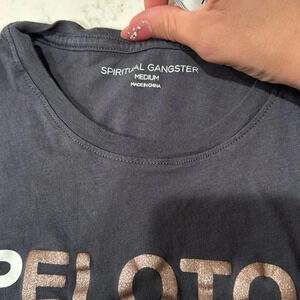 SPIRITUAL GANGSTER
MEDIUM
MADE IN CHINA
PELOTO